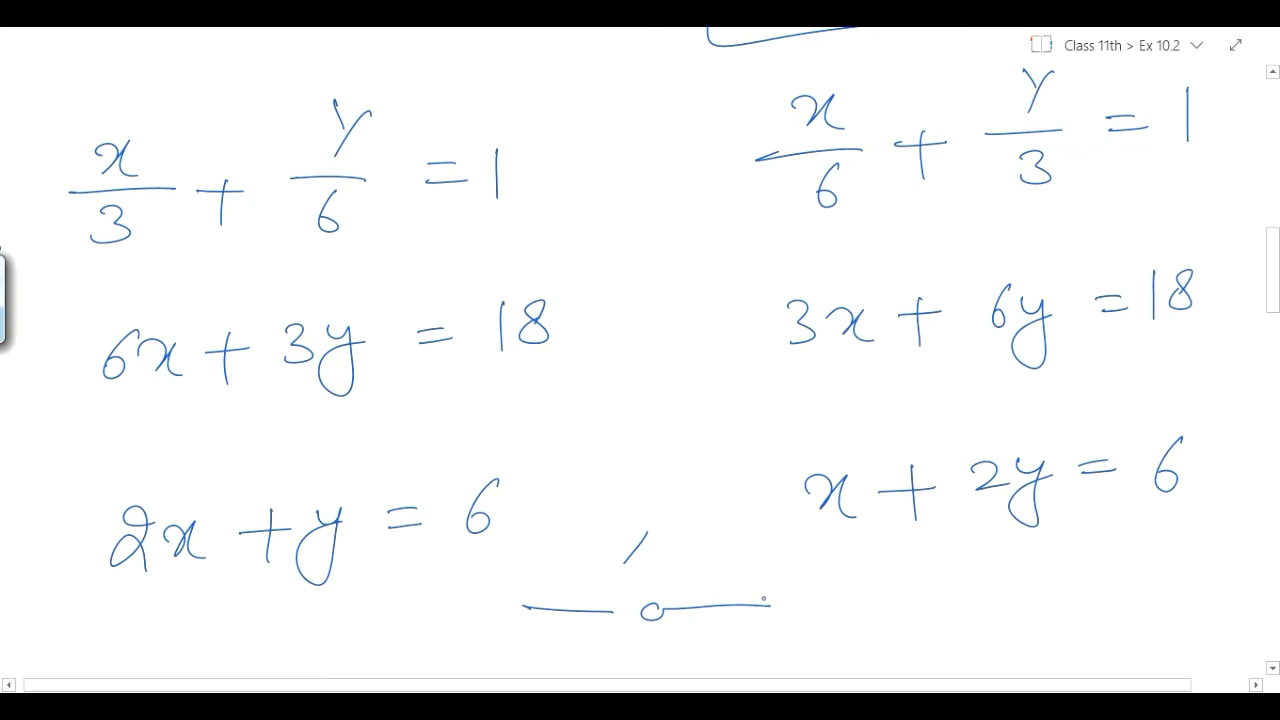 Class 11th > Ex 10.2
x/3 + y/6 = 1
6x + 3y = 18
2x + y = 6 ,
x/6 + y/3 = 1
3x + 6y = 18
x + 2y = 6